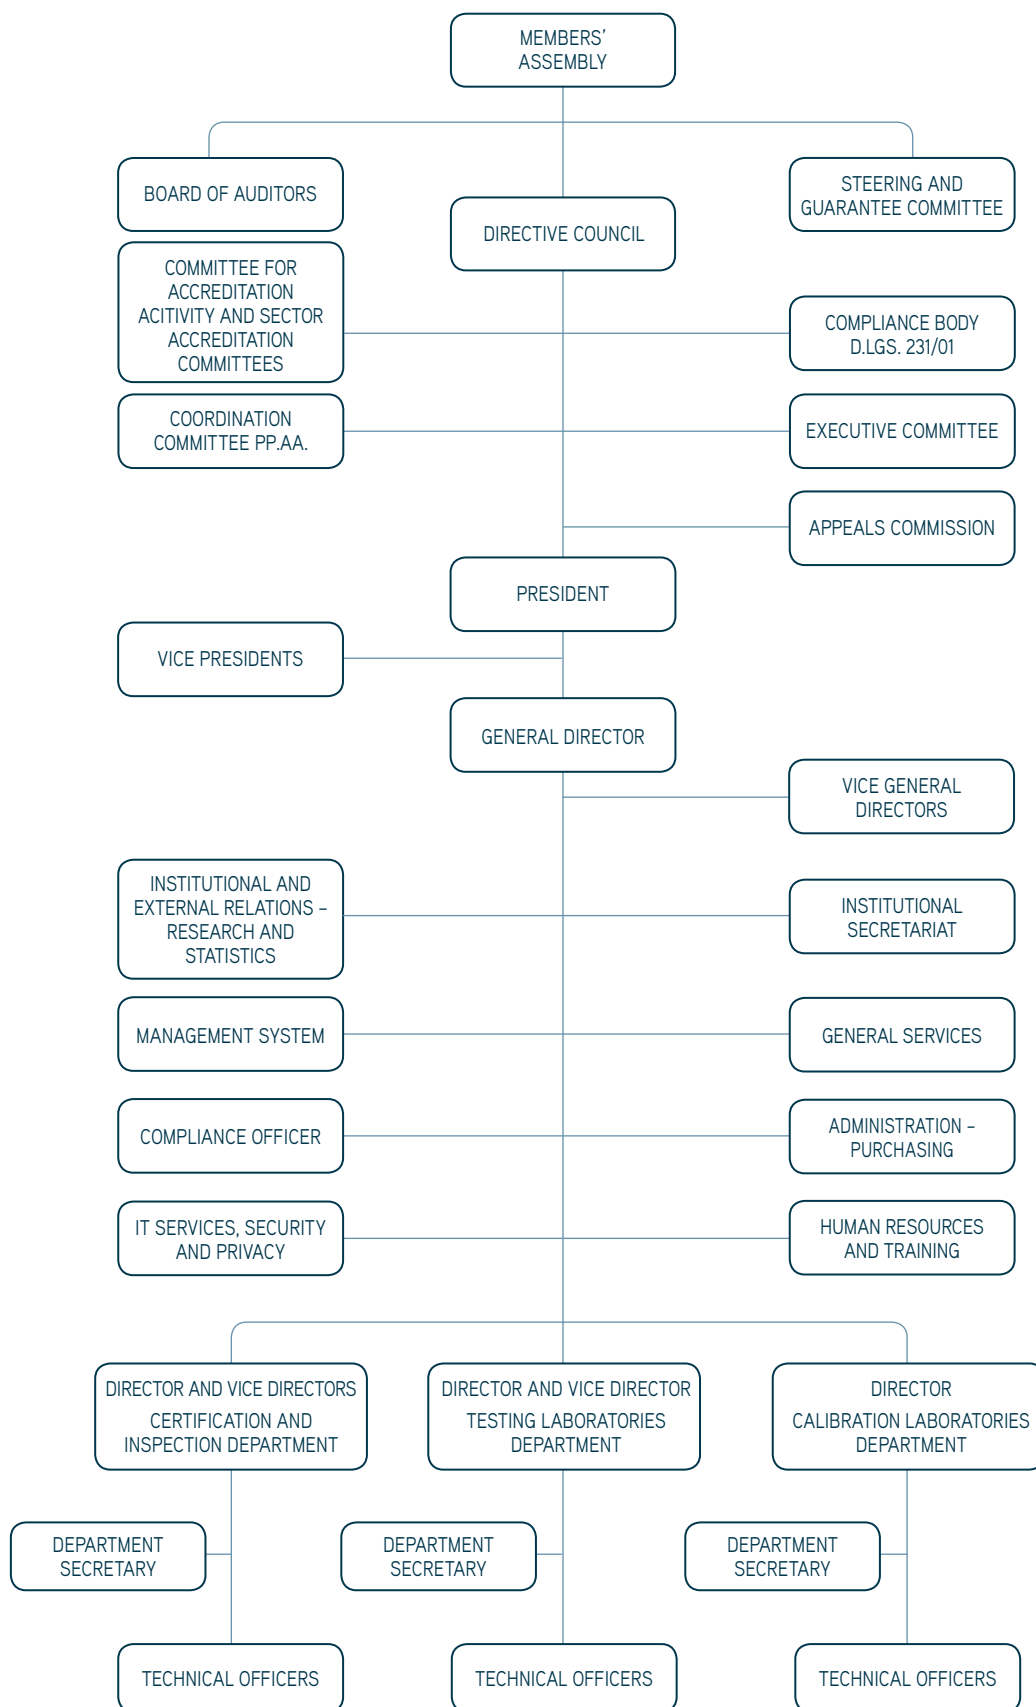 MEMBERS'
ASSEMBLY
BOARD OF AUDITORS
STEERING AND
GUARANTEE COMMITTEE
DIRECTIVE COUNCIL
COMMITTEE FOR
ACCREDITATION
ACITIVITY AND SECTOR
ACCREDITATION
COMMITTEES
COMPLIANCE BODY
D.LGS. 231/01
COORDINATION
COMMITTEE PP.AA.
EXECUTIVE COMMITTEE
APPEALS COMMISSION
PRESIDENT
VICE PRESIDENTS
GENERAL DIRECTOR
VICE GENERAL
DIRECTORS
INSTITUTIONAL AND
EXTERNAL RELATIONS –
RESEARCH AND
STATISTICS
INSTITUTIONAL
SECRETARIAT
MANAGEMENT SYSTEM
GENERAL SERVICES
COMPLIANCE OFFICER
ADMINISTRATION –
PURCHASING
IT SERVICES, SECURITY
AND PRIVACY
HUMAN RESOURCES
AND TRAINING
DIRECTOR AND VICE DIRECTORS
CERTIFICATION AND
INSPECTION DEPARTMENT
DIRECTOR AND VICE DIRECTOR
TESTING LABORATORIES
DEPARTMENT
DIRECTOR
CALIBRATION LABORATORIES
DEPARTMENT
DEPARTMENT
SECRETARY
DEPARTMENT
SECRETARY
DEPARTMENT
SECRETARY
TECHNICAL OFFICERS
TECHNICAL OFFICERS
TECHNICAL OFFICERS